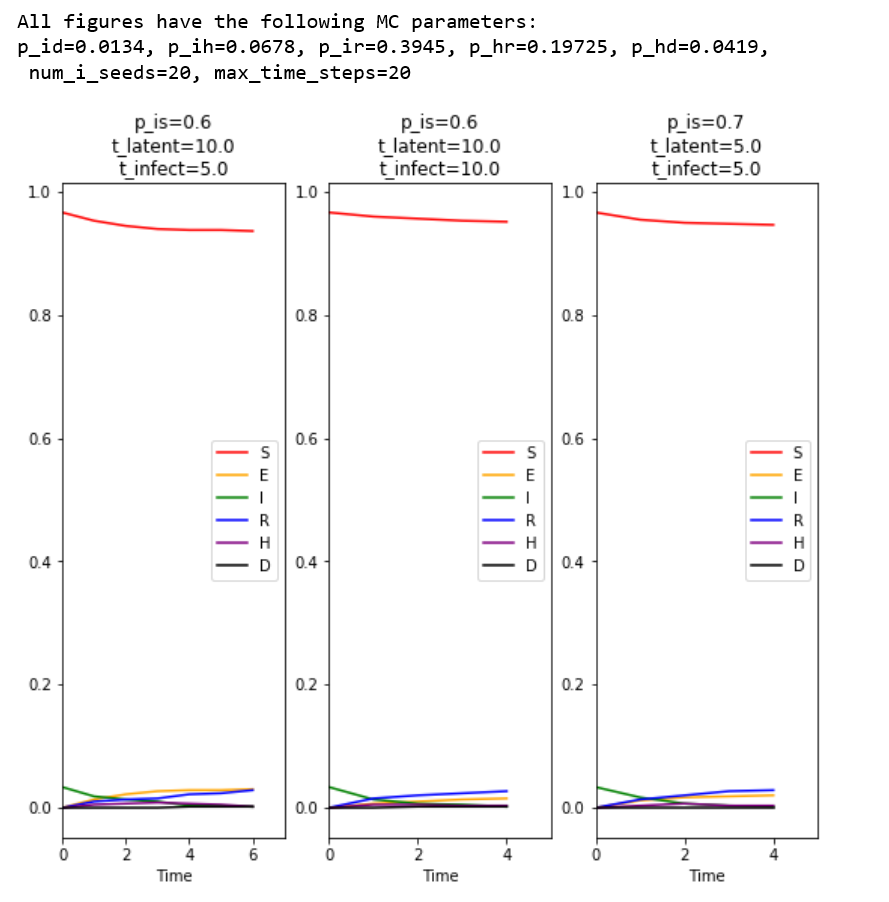 All figures have the following MC parameters:
p_id=0.0134, p_ih=0.0678, p_ir=0.3945, p_hr=0.19725, p_hd=0.0419,
num_i_seeds=20, max_time_steps=20
p_is=0.6
t_latent=10.0
t_infect=5.0
1.0
0.8
0.6
0.4
0.2
0.0
S
E
I
R
H
D
0
2
4
6
Time
p_is=0.6
t_latent=10.0
t_infect=10.0
1.0
0.8
0.6
0.4
0.2
0.0
S
E
I
R
H
D
0
2
4
Time
p_is=0.7
t_latent=5.0
t_infect=5.0
1.0
0.8
0.6
0.4
0.2
0.0
S
E
I
R
H
D
0
2
4
Time